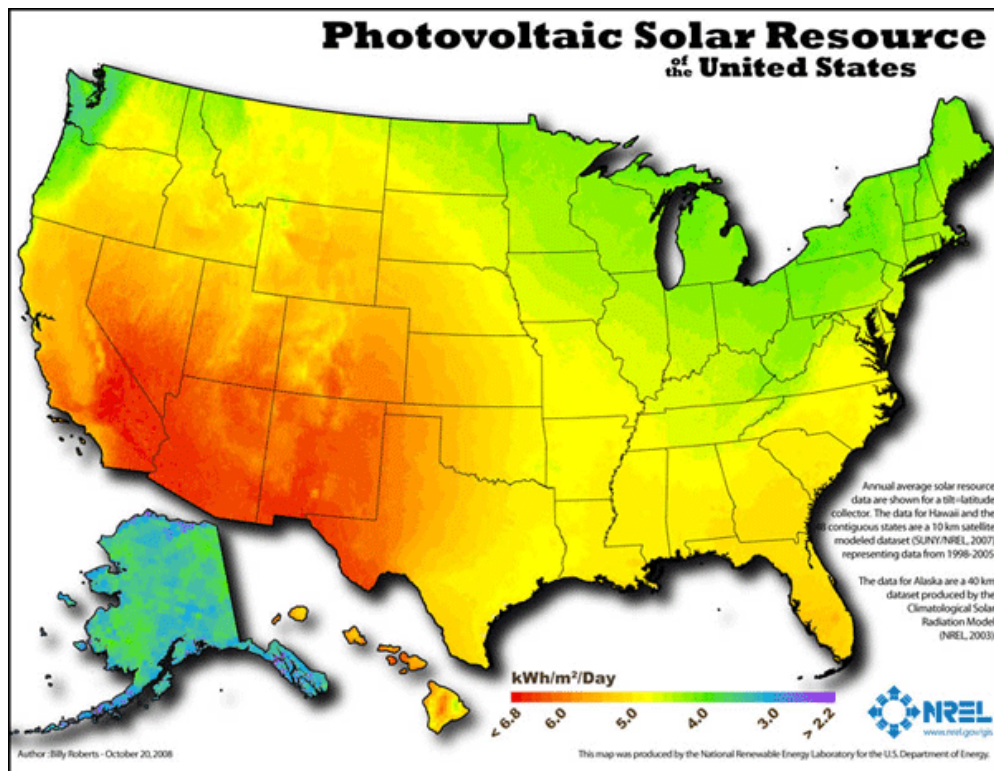 Photovoltaic Solar Resource
of the United States
Annual average solar resource
data are shown for a tilt=latitude
collector. The data for Hawaii and the
contiguous states are a 10 km satellite
modeled dataset (SUNY/NREL, 2007)
representing data from 1998-2005
The data for Alaska are a 40 km
dataset produced by the
Climatological Solar
Radiation Model
(NREL, 2003)
kWh/m²/Day
< 6.8 6.0 5.0 4.0 3.0 > 2.2
NREL
www.nrel.gov/gis
Author : Billy Roberts - October 20, 2008
This map was produced by the National Renewable Energy Laboratory for the U.S. Department of Energy.